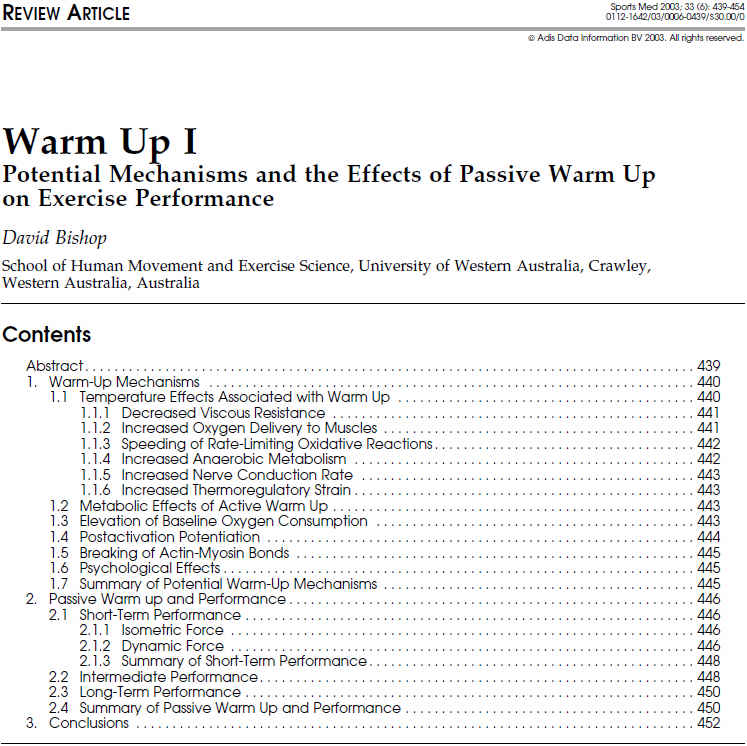 REVIEW ARTICLE
Sports Med 2003; 33 (6): 439-454
0112-1642/03/0006-0439/$30.00/0
© Adis Data Information BV 2003. All rights reserved.
Warm Up I
Potential Mechanisms and the Effects of Passive Warm Up
on Exercise Performance
David Bishop
School of Human Movement and Exercise Science, University of Western Australia, Crawley,
Western Australia, Australia
Contents
Abstract . . . . . . . . . . 439
1. Warm-Up Mechanisms . . . . . . . . . . 440
1.1 Temperature Effects Associated with Warm Up . . . . . . . . . . 440
1.1.1 Decreased Viscous Resistance . . . . . . . . . . 441
1.1.2 Increased Oxygen Delivery to Muscles . . . . . . . . . . 441
1.1.3 Speeding of Rate-Limiting Oxidative Reactions . . . . . . . . . . 442
1.1.4 Increased Anaerobic Metabolism . . . . . . . . . . 442
1.1.5 Increased Nerve Conduction Rate . . . . . . . . . . 443
1.1.6 Increased Thermoregulatory Strain . . . . . . . . . . 443
1.2 Metabolic Effects of Active Warm Up . . . . . . . . . . 443
1.3 Elevation of Baseline Oxygen Consumption . . . . . . . . . . 443
1.4 Postactivation Potentiation . . . . . . . . . . 444
1.5 Breaking of Actin-Myosin Bonds . . . . . . . . . . 445
1.6 Psychological Effects . . . . . . . . . . 445
1.7 Summary of Potential Warm-Up Mechanisms . . . . . . . . . . 445
2. Passive Warm up and Performance . . . . . . . . . . 446
2.1 Short-Term Performance . . . . . . . . . . 446
2.1.1 Isometric Force . . . . . . . . . . 446
2.1.2 Dynamic Force . . . . . . . . . . 446
2.1.3 Summary of Short-Term Performance . . . . . . . . . . 448
2.2 Intermediate Performance . . . . . . . . . . 448
2.3 Long-Term Performance . . . . . . . . . . 450
2.4 Summary of Passive Warm Up and Performance . . . . . . . . . . 450
3. Conclusions . . . . . . . . . . 452